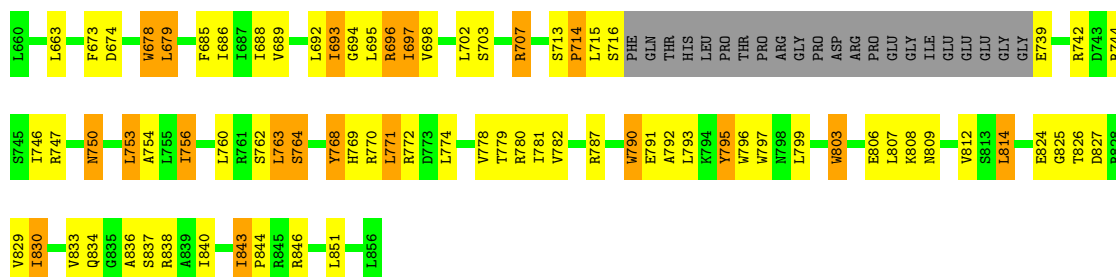 L660 L663 F673 D674 W678 L679 F685 I686 I687 I688 V689 L692 I693 G694 L695 R696 I697 V698 L702 S703 R707 S713 P714 L715 S716 PHE GLN THR HIS LEU PRO THR PRO ARG GLY PRO ASP ARG PRO GLU GLY ILE GLU GLU GLU GLY GLY E739 R742 D743 R744
S745 I746 R747 N750 L753 A754 L755 I756 L760 R761 S762 L763 S764 Y768 H769 R770 L771 R772 D773 L774 V778 T779 R780 I781 V782 R787 W790 E791 A792 L793 K794 Y795 W796 W797 N798 L799 W803 E806 L807 K808 N809 V812 S813 L814 E824 G825 T826 D827 R828
V829 I830 V833 Q834 G835 A836 S837 R838 A839 I840 I843 P844 R845 R846 L851 L856